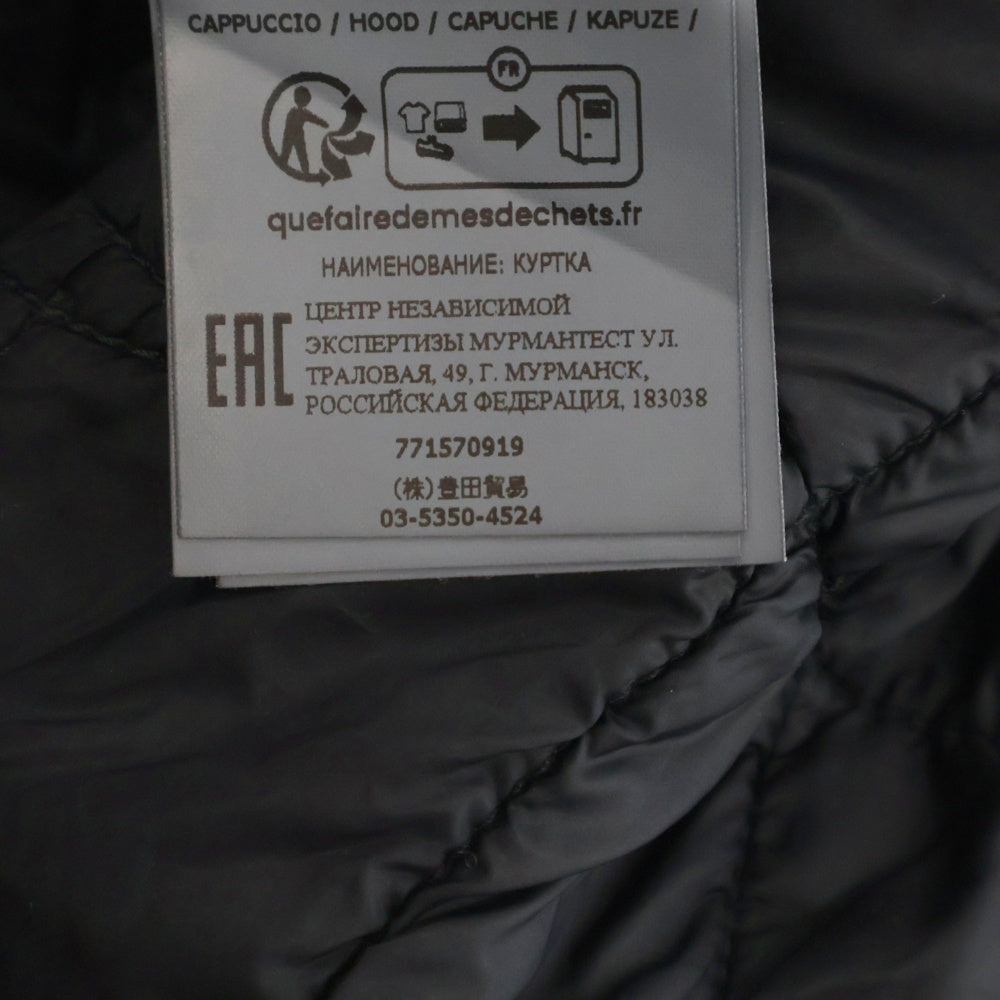 CAPPUCCIO / HOOD / CAPUCHE / KAPUZE /
FR
quefairedemesdechets.fr
НАИМЕНОВАНИЕ: КУРТКА
EAC
ЦЕНТР НЕЗАВИСИМОЙ
ЭКСПЕРТИЗЫ МУРМАНТЕСТ УЛ.
ТРАЛОВАЯ, 49, Г. МУРМАНСК,
РОССИЙСКАЯ ФЕДЕРАЦИЯ, 183038
771570919
(株)豊田貿易
03-5350-4524